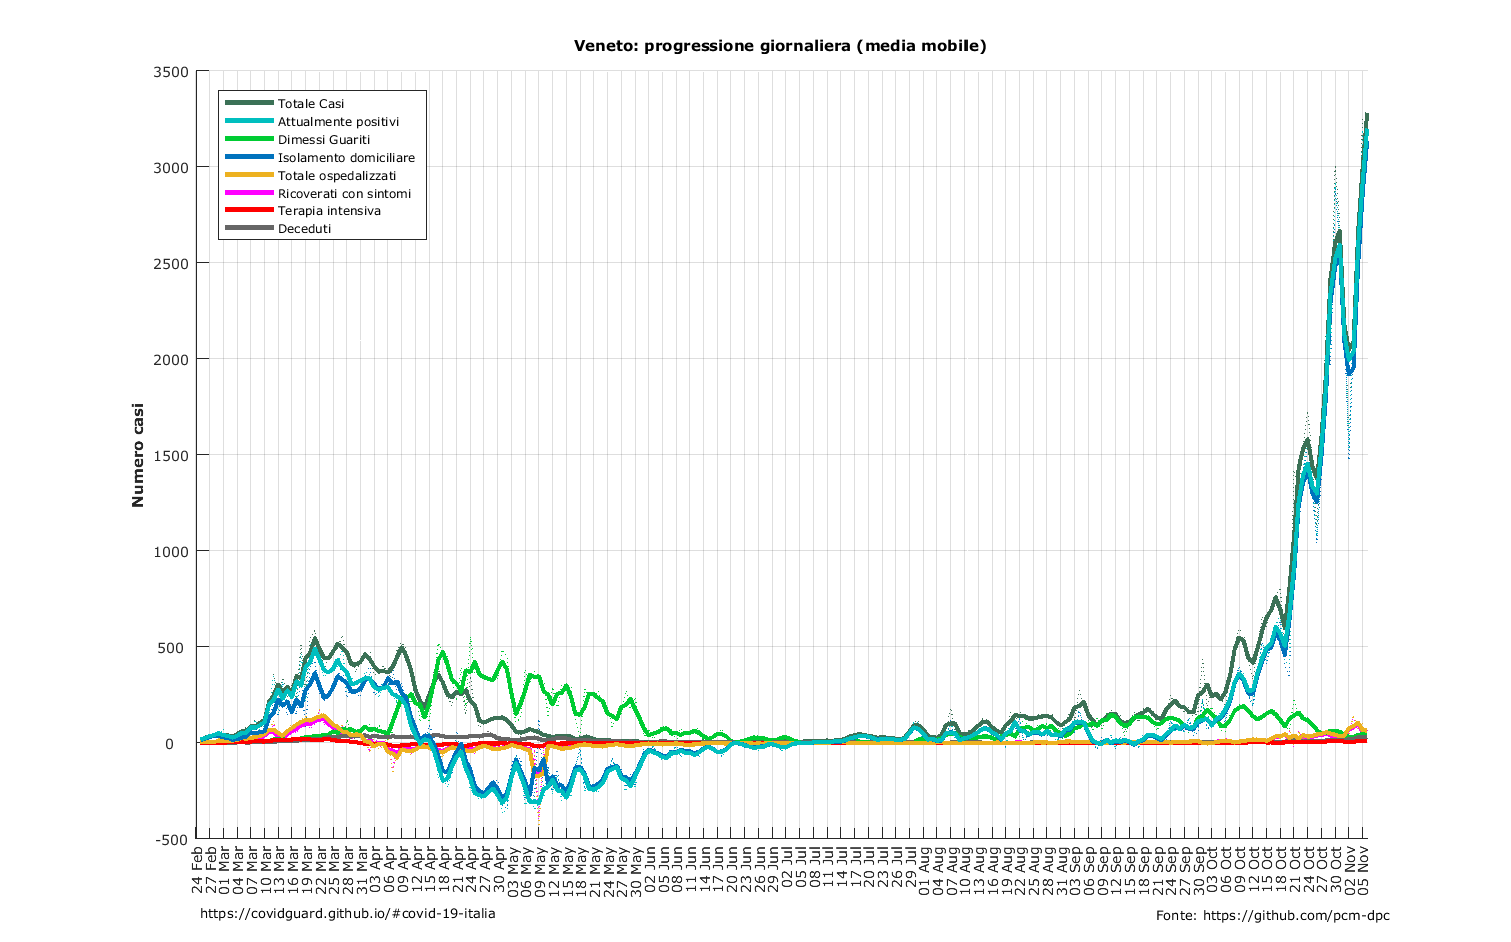 Veneto: progressione giornaliera (media mobile)
3500
3000
2500
2000
1500
1000
500
0
-500
Numero casi
Totale Casi
Attualmente positivi
Dimessi Guariti
Isolamento domiciliare
Totale ospedalizzati
Ricoverati con sintomi
Terapia intensiva
Deceduti
24 Feb
27 Feb
01 Mar
04 Mar
07 Mar
10 Mar
13 Mar
16 Mar
19 Mar
22 Mar
25 Mar
28 Mar
31 Mar
03 Apr
06 Apr
09 Apr
12 Apr
15 Apr
18 Apr
21 Apr
24 Apr
27 Apr
30 Apr
03 May
06 May
09 May
12 May
15 May
18 May
21 May
24 May
27 May
30 May
02 Jun
05 Jun
08 Jun
11 Jun
14 Jun
17 Jun
20 Jun
23 Jun
26 Jun
29 Jun
02 Jul
05 Jul
08 Jul
11 Jul
14 Jul
17 Jul
20 Jul
23 Jul
26 Jul
29 Jul
01 Aug
04 Aug
07 Aug
10 Aug
13 Aug
16 Aug
19 Aug
22 Aug
25 Aug
28 Aug
31 Aug
03 Sep
06 Sep
09 Sep
12 Sep
15 Sep
18 Sep
21 Sep
24 Sep
27 Sep
30 Sep
03 Oct
06 Oct
09 Oct
12 Oct
15 Oct
18 Oct
21 Oct
24 Oct
27 Oct
30 Oct
02 Nov
05 Nov
https://covidguard.github.io/#covid-19-italia
Fonte: https://github.com/pcm-dpc